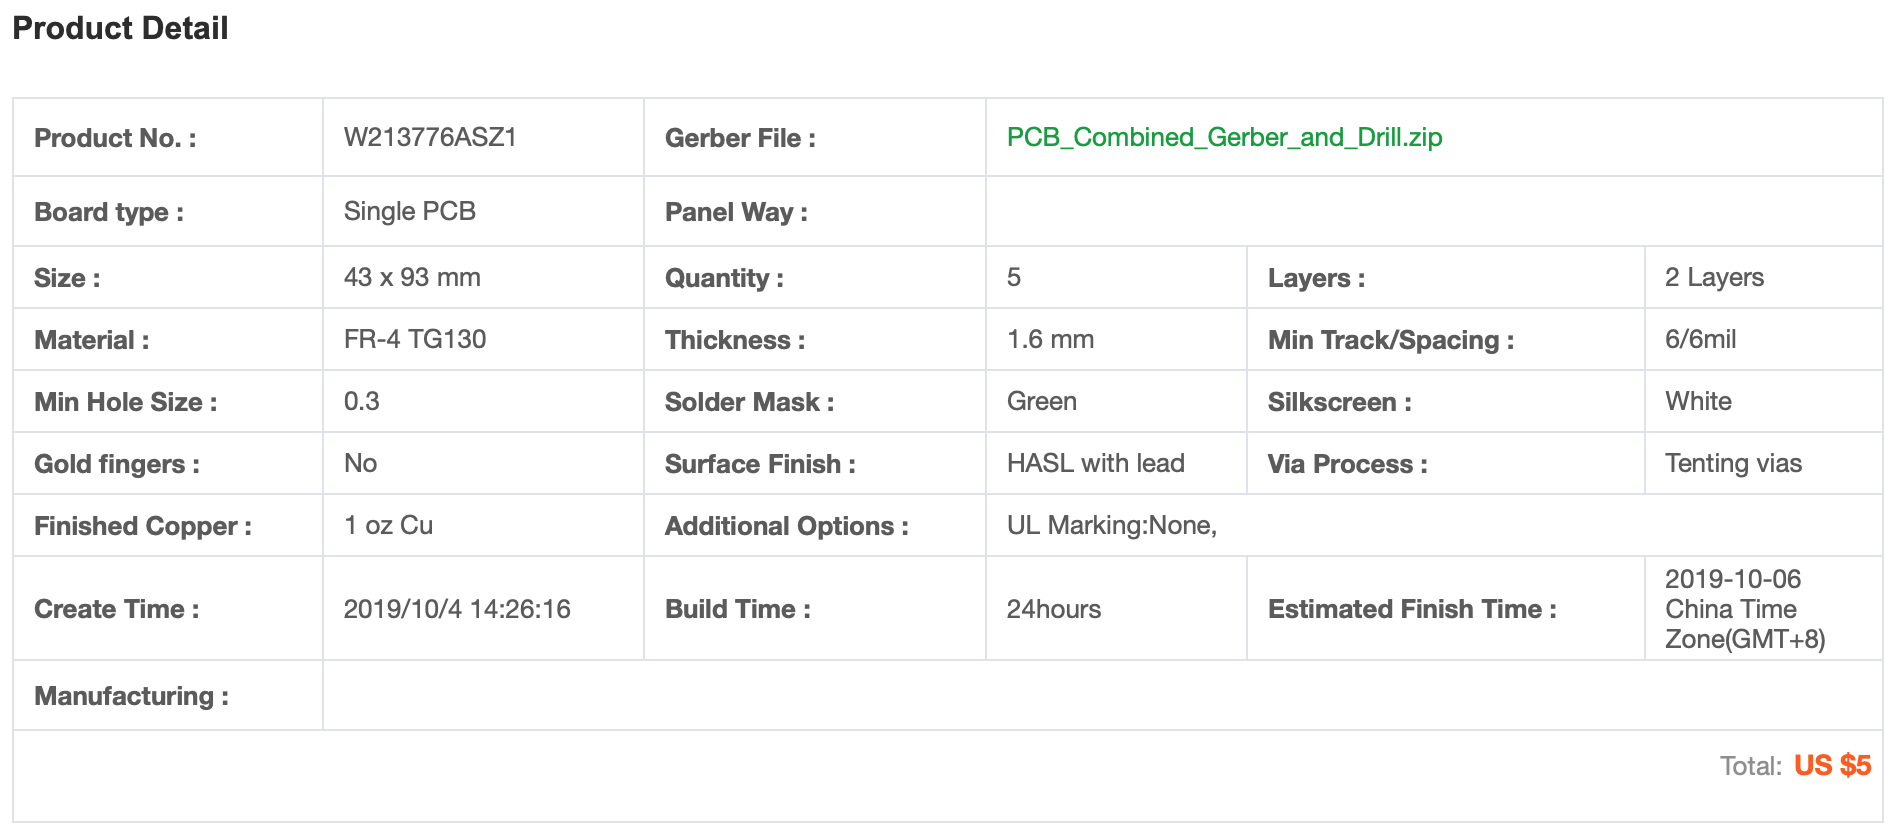 Product Detail
Product No. : W213776ASZ1 Gerber File : PCB_Combined_Gerber_and_Drill.zip
Board type : Single PCB Panel Way :
Size : 43 x 93 mm Quantity : 5 Layers : 2 Layers
Material : FR-4 TG130 Thickness : 1.6 mm Min Track/Spacing : 6/6mil
Min Hole Size : 0.3 Solder Mask : Green Silkscreen : White
Gold fingers : No Surface Finish : HASL with lead Via Process : Tenting vias
Finished Copper : 1 oz Cu Additional Options : UL Marking:None,
Create Time : 2019/10/4 14:26:16 Build Time : 24hours Estimated Finish Time : 2019-10-06
China Time
Zone(GMT+8)
Manufacturing :
Total: US $5